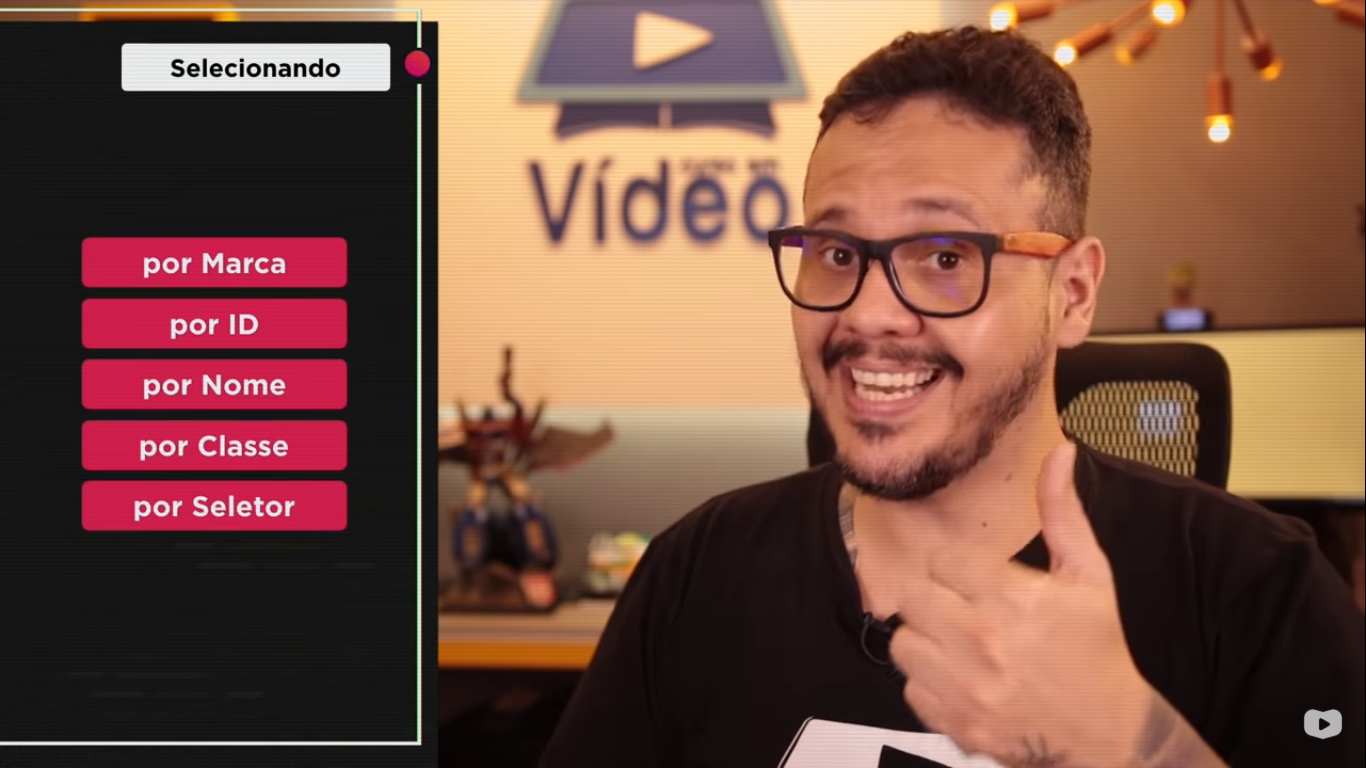 Selecionando
por Marca
por ID
por Nome
por Classe
por Seletor
Vídeo